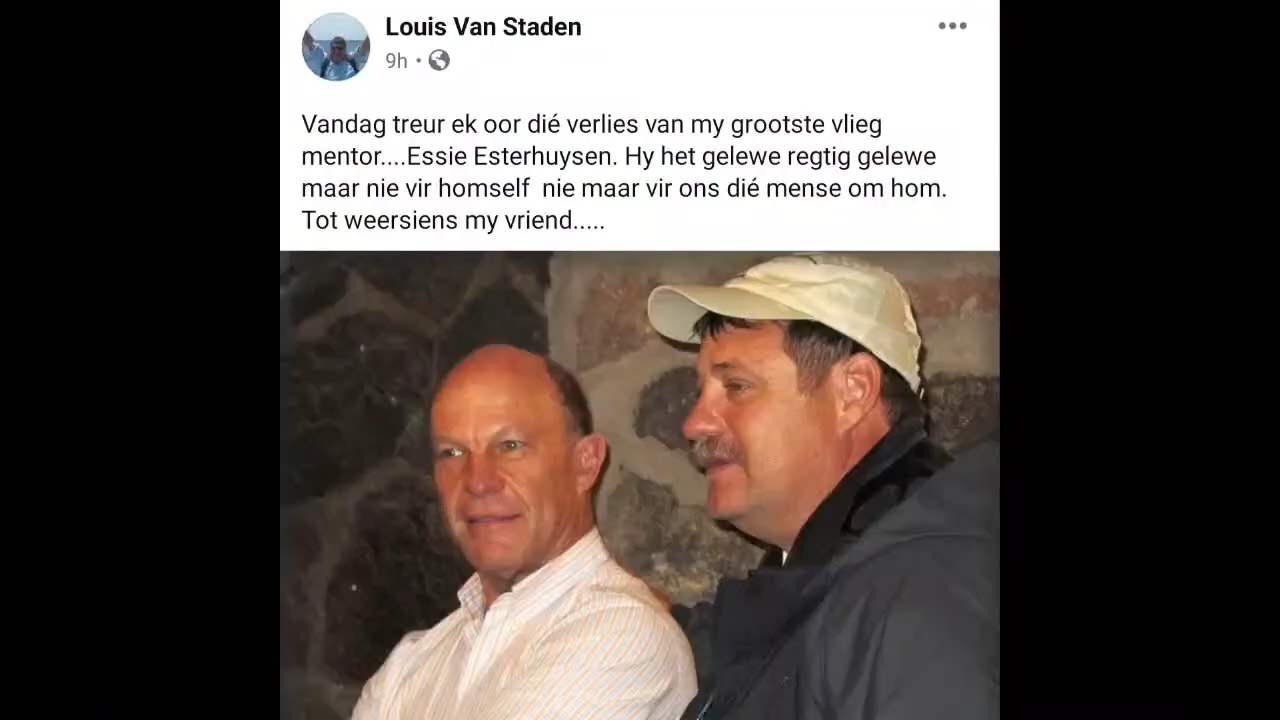 Louis Van Staden
9h •
Vandag treur ek oor dié verlies van my grootste vlieg
mentor....Essie Esterhuysen. Hy het gelewe regtig gelewe
maar nie vir homself  nie maar vir ons dié mense om hom.
Tot weersiens my vriend.....